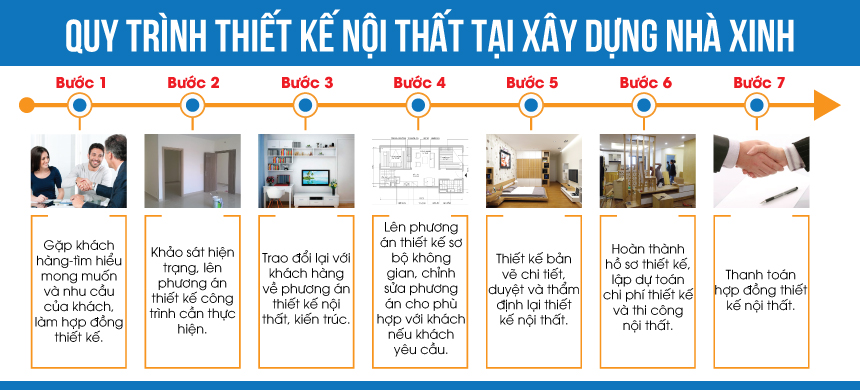 QUY TRÌNH THIẾT KẾ NỘI THẤT TẠI XÂY DỰNG NHÀ XINH
Bước 1
Bước 2
Bước 3
Bước 4
Bước 5
Bước 6
Bước 7
Gặp khách
hàng-tìm hiểu
mong muốn
và nhu cầu
của khách,
làm hợp đồng
thiết kế.
Khảo sát hiện
trạng, lên
phương án
thiết kế công
trình cần thực
hiện.
Trao đổi lại với
khách hàng
về phương án
thiết kế nội
thất, kiến trúc.
Lên phương
án thiết kế sơ
bộ không
gian, chỉnh
sửa phương
án cho phù
hợp với khách
nếu khách
yêu cầu.
Thiết kế bản
vẽ chi tiết,
duyệt và thẩm
định lại thiết
kế nội thất.
Hoàn thành
hồ sơ thiết kế,
lập dự toán
chi phí thiết kế
và thi công
nội thất.
Thanh toán
hợp đồng thiết
kế nội thất.